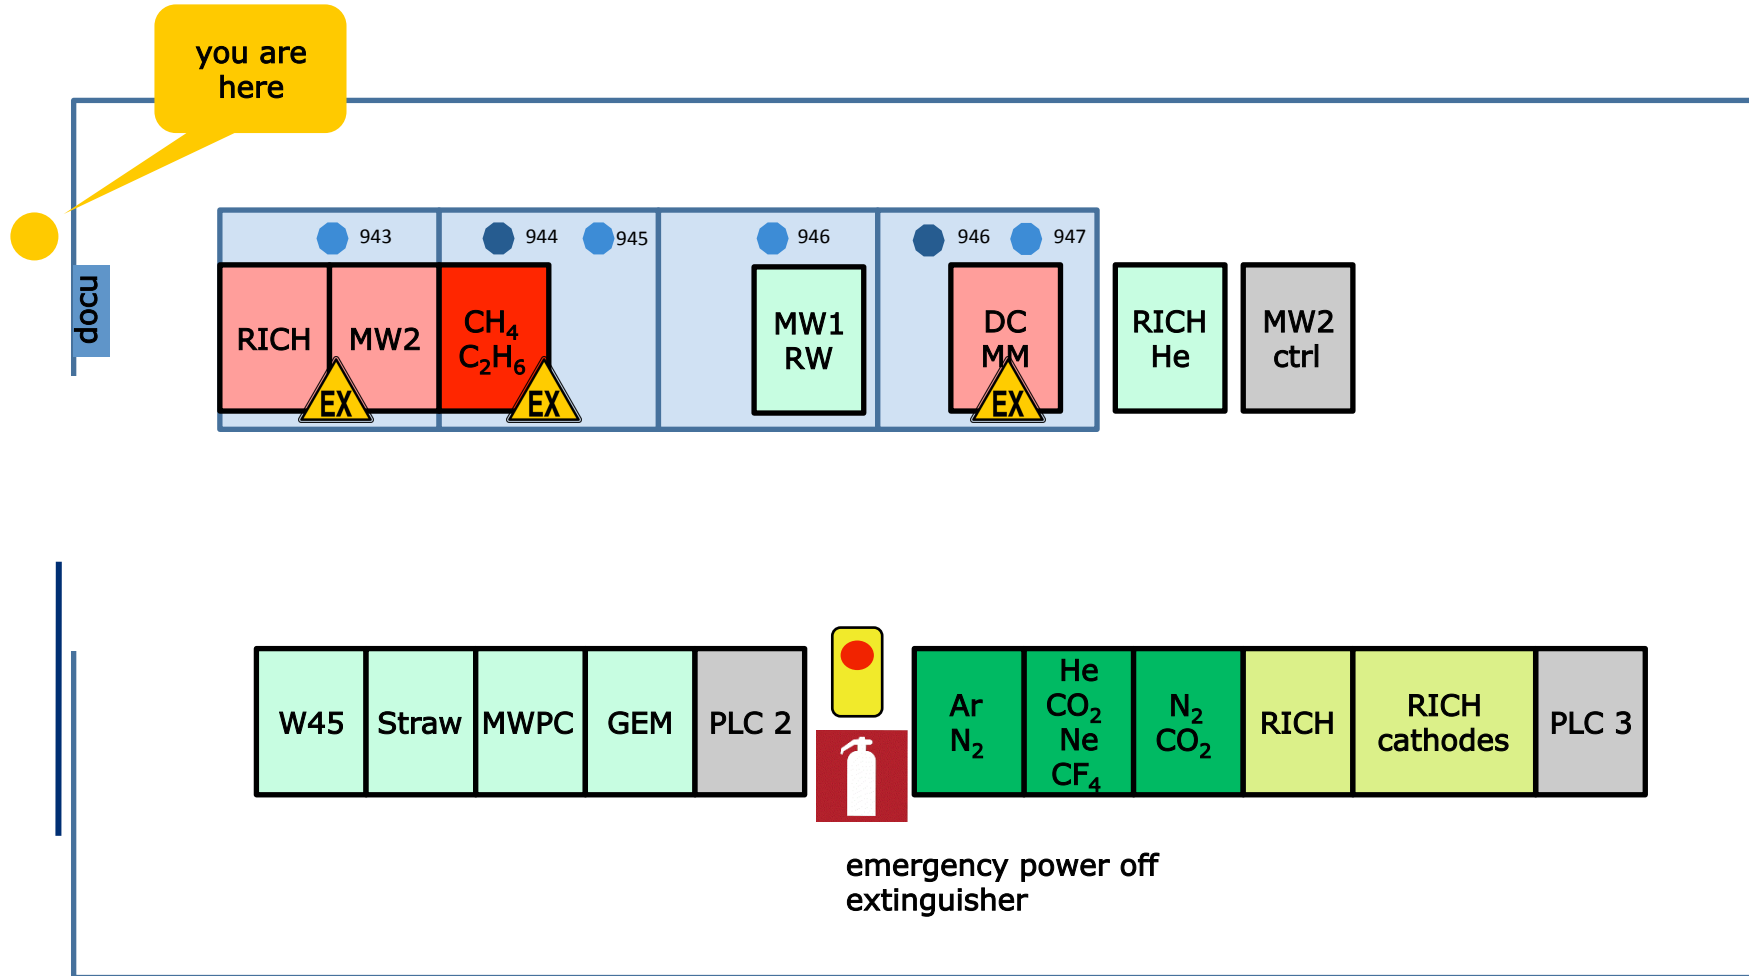 you are
here
943
944
945
946
946
947
docu
RICH
MW2
CH₄
C₂H₆
MW1
RW
DC
MM
RICH
He
MW2
ctrl
EX
EX
EX
W45
Straw
MWPC
GEM
PLC 2
Ar
N₂
He
CO₂
Ne
CF₄
N₂
CO₂
RICH
RICH
cathodes
PLC 3
emergency power off
extinguisher